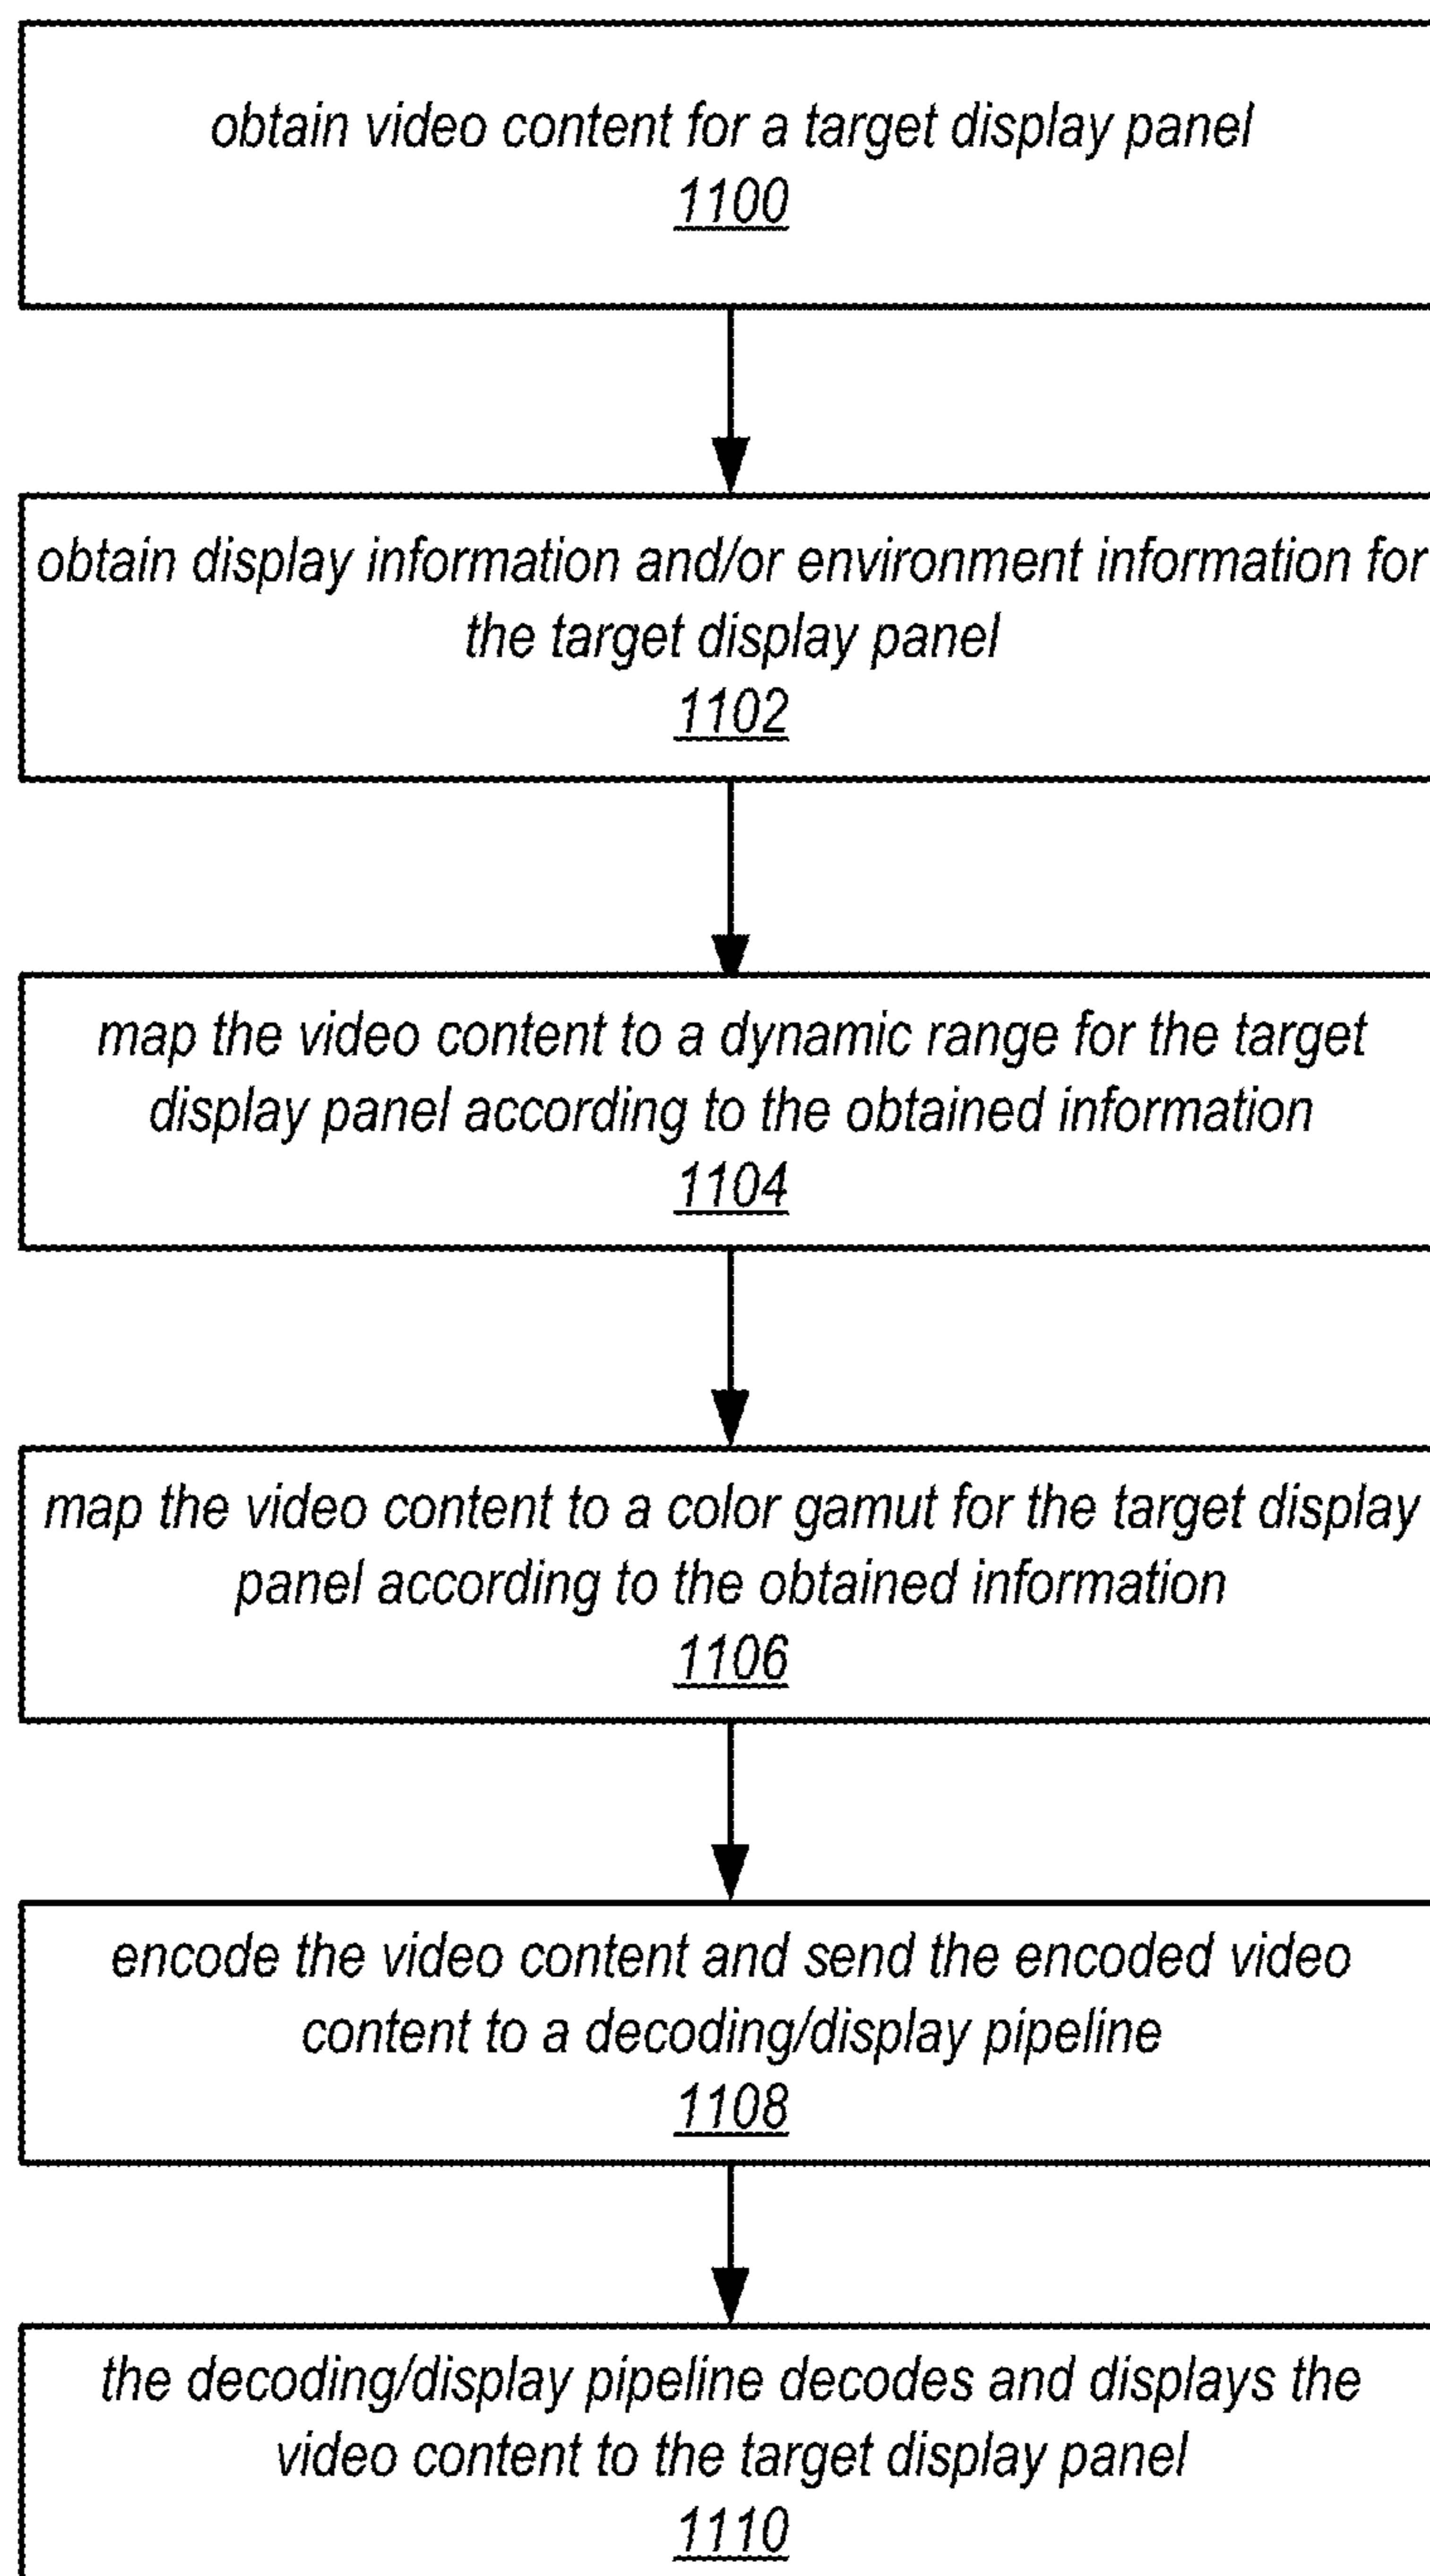 obtain video content for a target display panel
1100
obtain display information and/or environment information for
the target display panel
1102
map the video content to a dynamic range for the target
display panel according to the obtained information
1104
map the video content to a color gamut for the target display
panel according to the obtained information
1106
encode the video content and send the encoded video
content to a decoding/display pipeline
1108
the decoding/display pipeline decodes and displays the
video content to the target display panel
1110